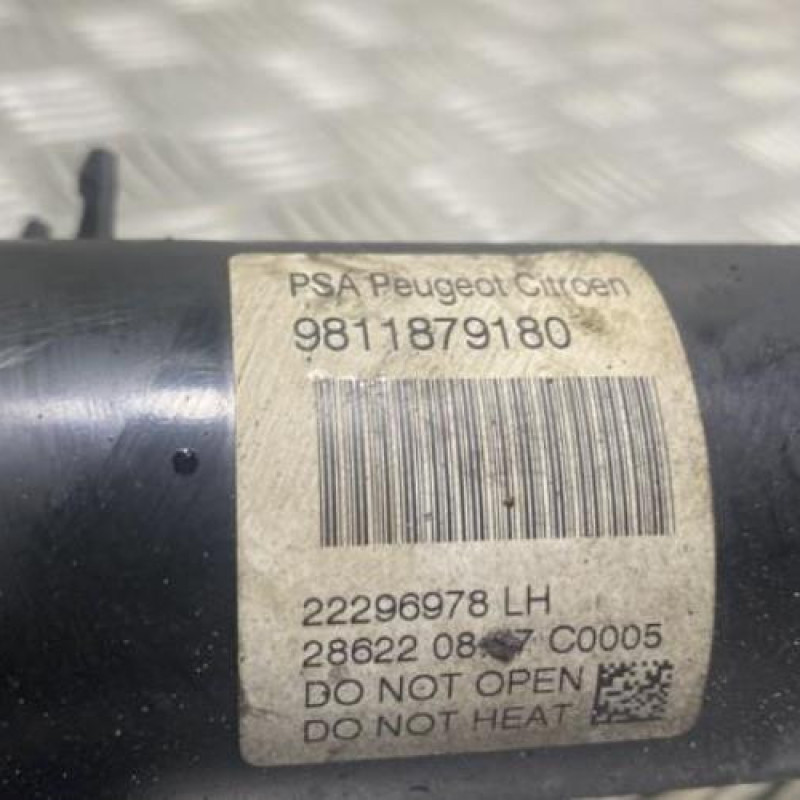 PSA Peugeot Citroen
9811879180
22296978 LH
28622 C0005
DO NOT OPEN
DO NOT HEAT